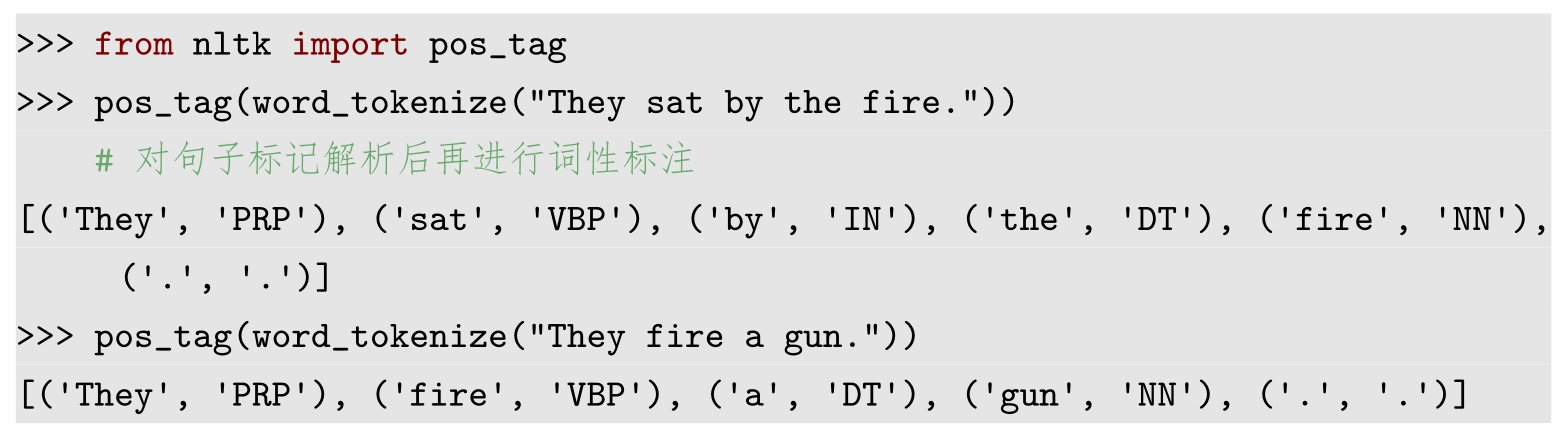 >>> from nltk import pos_tag
>>> pos_tag(word_tokenize("They sat by the fire."))
# 对句子标记解析后再进行词性标注
[('They', 'PRP'), ('sat', 'VBP'), ('by', 'IN'), ('the', 'DT'), ('fire', 'NN'),
('.', '.')]
>>> pos_tag(word_tokenize("They fire a gun."))
[('They', 'PRP'), ('fire', 'VBP'), ('a', 'DT'), ('gun', 'NN'), ('.', '.')]